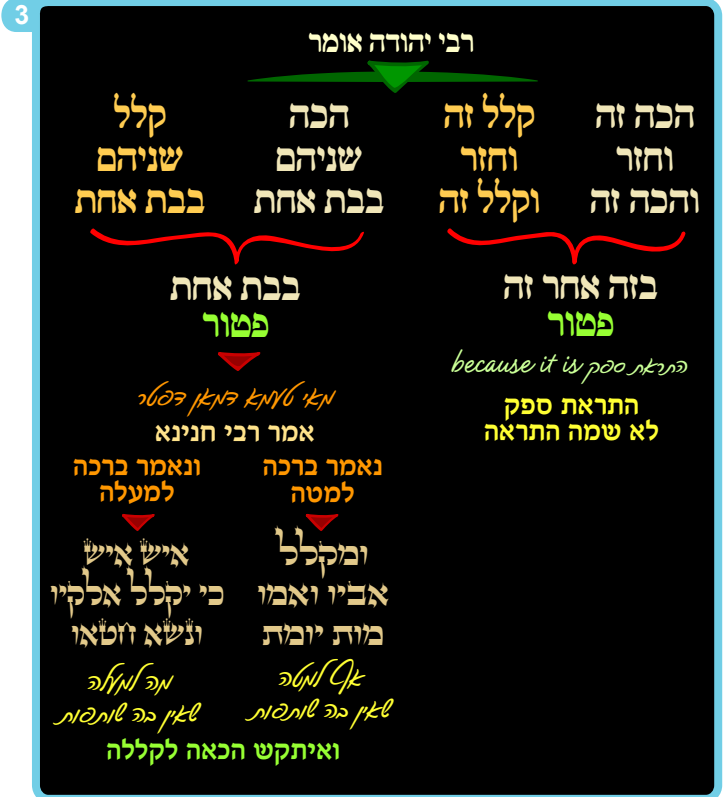 3
רבי יהודה אומר
הכה זה
וחזר
והכה זה
קלל זה
וחזר
וקלל זה
הכה
שניהם
בבת אחת
קלל
שניהם
בבת אחת
בזה אחר זה
פטור
because it is התראת ספק
התראת ספק
לא שמה התראה
בבת אחת
פטור
מאי טעמא דמאן דפטר
אמר רבי חנינא
נאמר ברכה
למטה
ומקלל
אביו ואמו
מות יומת
אף למטה
שאין בה שותפות
ונאמר ברכה
למעלה
איש איש
כי יקלל אלקיו
ונשא חטאו
מה למעלה
שאין בה שותפות
ואיתקש הכאה לקללה